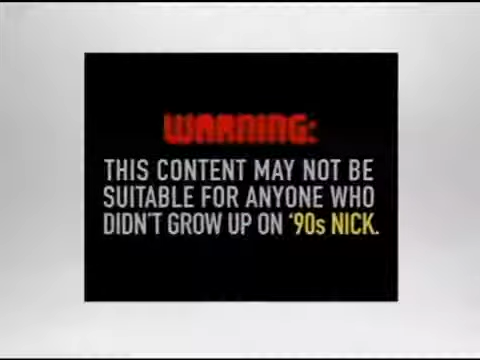 WARNING:
THIS CONTENT MAY NOT BE
SUITABLE FOR ANYONE WHO
DIDN'T GROW UP ON '90s NICK.